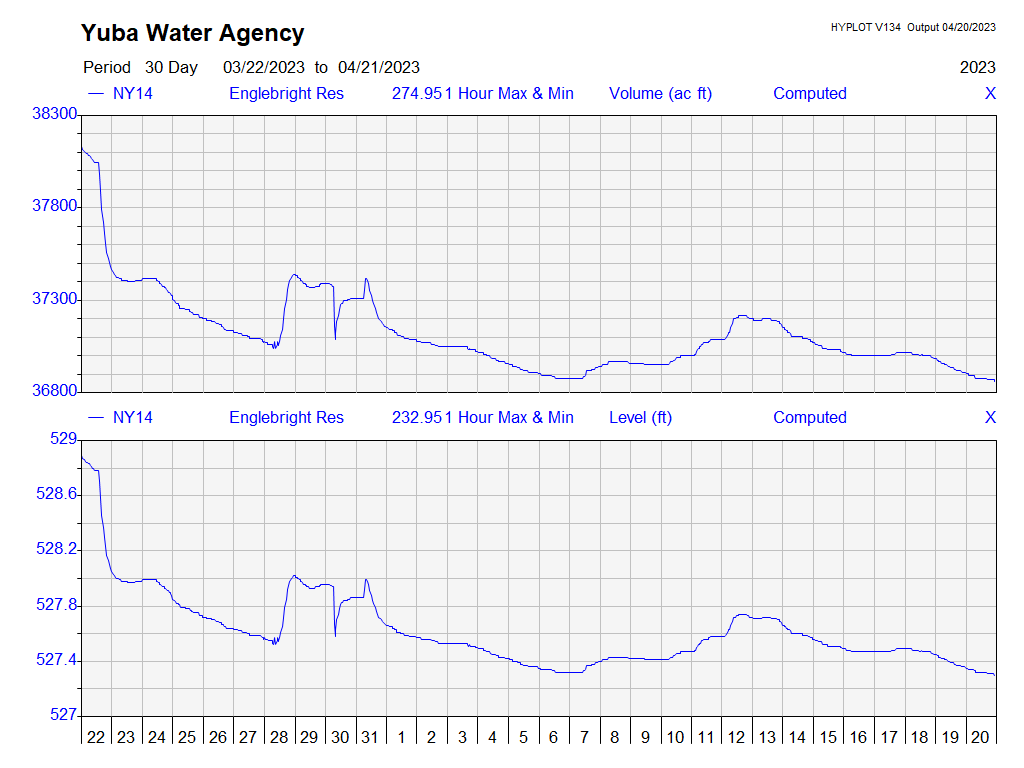 Yuba Water Agency
HYPLOT V134 Output 04/20/2023
Period 30 Day 03/22/2023 to 04/21/2023 2023
NY14 Englebright Res 274.951 Hour Max & Min Volume (ac ft) Computed X
38300
37800
37300
36800
NY14 Englebright Res 232.951 Hour Max & Min Level (ft) Computed X
529
528.6
528.2
527.8
527.4
527
22 23 24 25 26 27 28 29 30 31 1 2 3 4 5 6 7 8 9 10 11 12 13 14 15 16 17 18 19 20